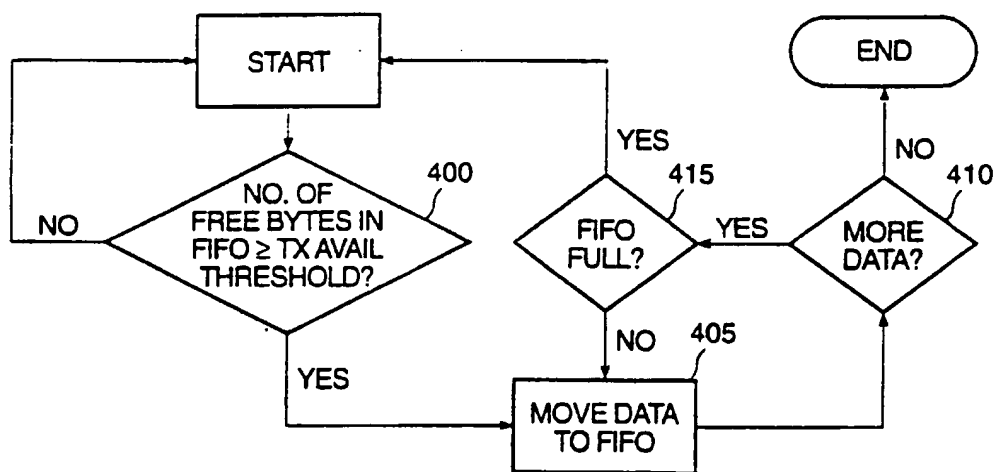 START
END
NO. OF
FREE BYTES IN
FIFO ≥ TX AVAIL
THRESHOLD?
400
NO
YES
YES
FIFO
FULL?
415
YES
MORE
DATA?
410
NO
NO
MOVE DATA
TO FIFO
405